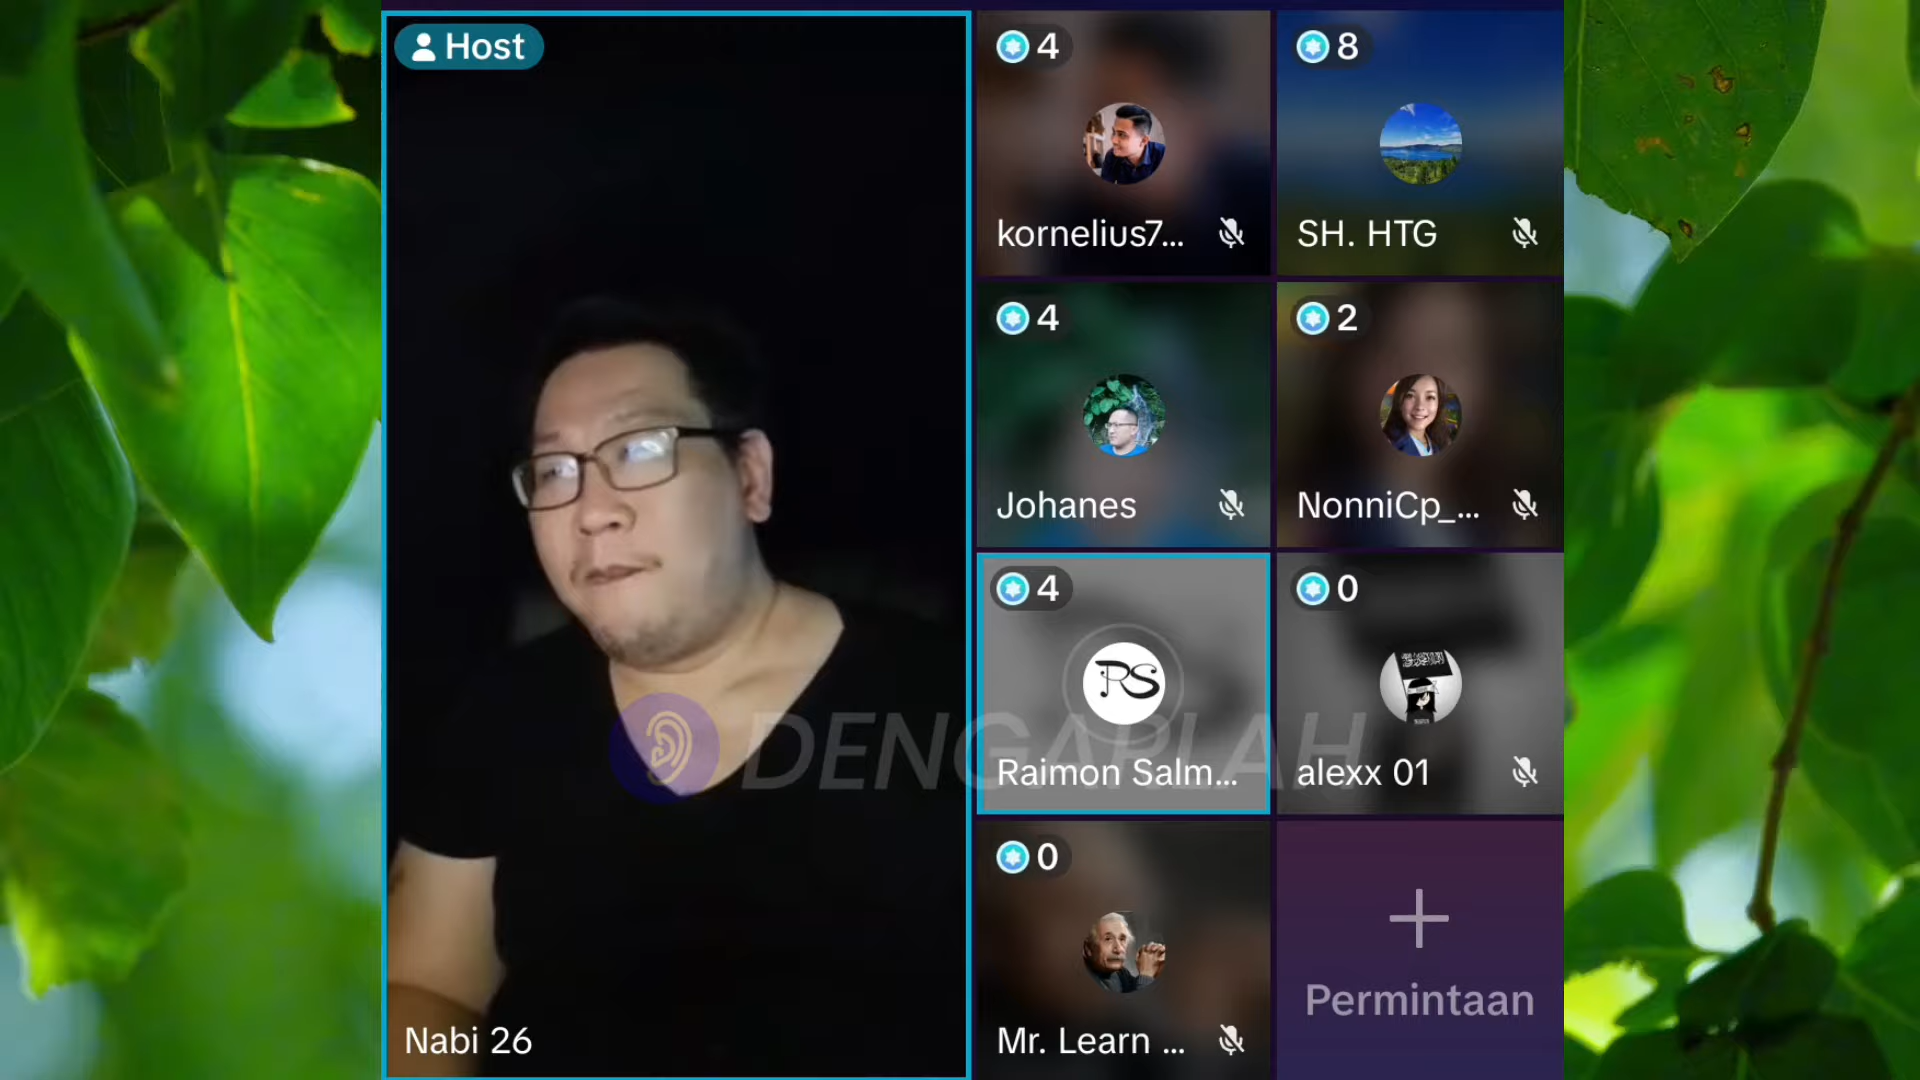 Host
4
8
kornelius7...
SH. HTG
4
2
Johanes
NonniCp_...
4
0
RS
DENGARLAH
Raimon Salm...
alexx 01
0
Permintaan
Nabi 26
Mr. Learn ...